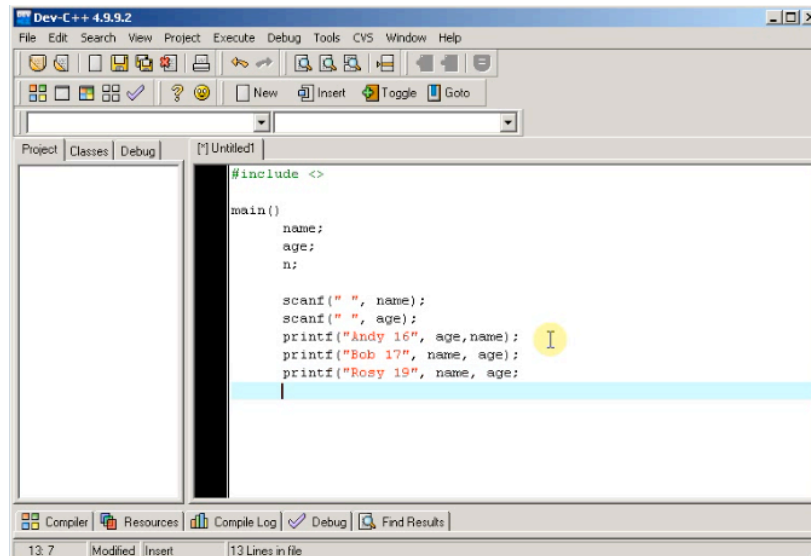 Dev-C++ 4.9.9.2
File Edit Search View Project Execute Debug Tools CVS Window Help
New Insert Toggle Goto
Project Classes Debug [*] Untitled1
#include <>
main()
name;
age;
n;
scanf(" ", name);
scanf(" ", age);
printf("Andy 16", age,name);
printf("Bob 17", name, age);
printf("Rosy 19", name, age;
Compiler Resources Compile Log Debug Find Results
13: 7 Modified Insert 13 Lines in file